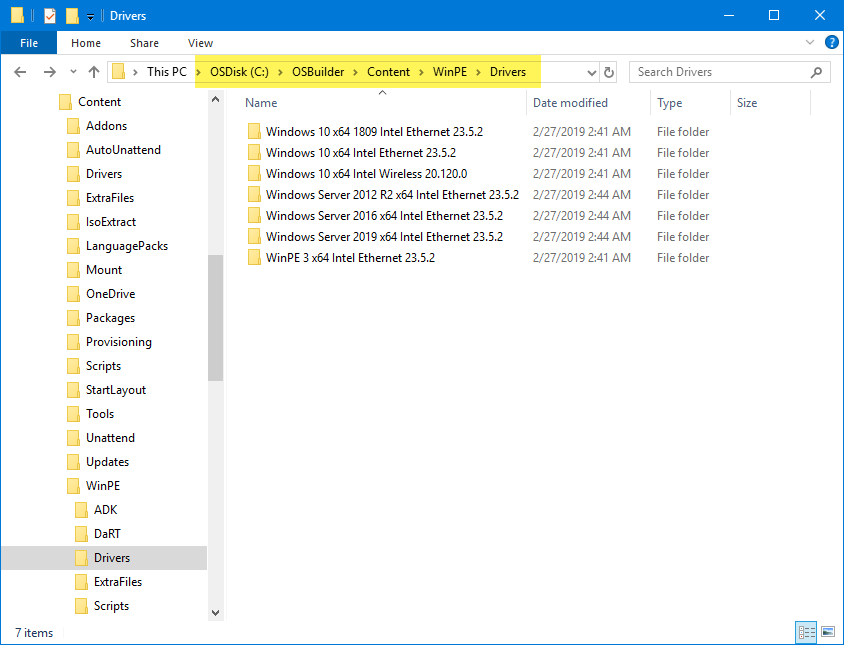 Drivers
File Home Share View
This PC > OSDisk (C:) > OSBuilder > Content > WinPE > Drivers
Search Drivers
Content
Addons
AutoUnattend
Drivers
ExtraFiles
IsoExtract
LanguagePacks
Mount
OneDrive
Packages
Provisioning
Scripts
StartLayout
Tools
Unattend
Updates
WinPE
ADK
DaRT
Drivers
ExtraFiles
Scripts
Name Date modified Type Size
Windows 10 x64 1809 Intel Ethernet 23.5.2 2/27/2019 2:41 AM File folder
Windows 10 x64 Intel Ethernet 23.5.2 2/27/2019 2:41 AM File folder
Windows 10 x64 Intel Wireless 20.120.0 2/27/2019 2:41 AM File folder
Windows Server 2012 R2 x64 Intel Ethernet 23.5.2 2/27/2019 2:44 AM File folder
Windows Server 2016 x64 Intel Ethernet 23.5.2 2/27/2019 2:44 AM File folder
Windows Server 2019 x64 Intel Ethernet 23.5.2 2/27/2019 2:44 AM File folder
WinPE 3 x64 Intel Ethernet 23.5.2 2/27/2019 2:41 AM File folder
7 items